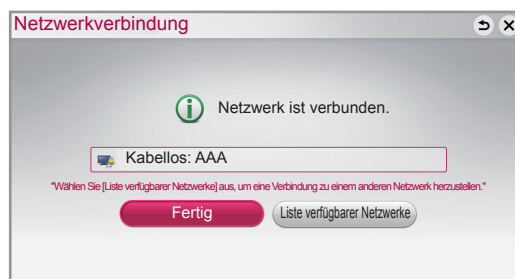 Netzwerkverbindung
Netzwerk ist verbunden.
Kabellos: AAA
"Wählen Sie [Liste verfügbarer Netzwerke] aus, um eine Verbindung zu einem anderen Netzwerk herzustellen."
Fertig
Liste verfügbarer Netzwerke